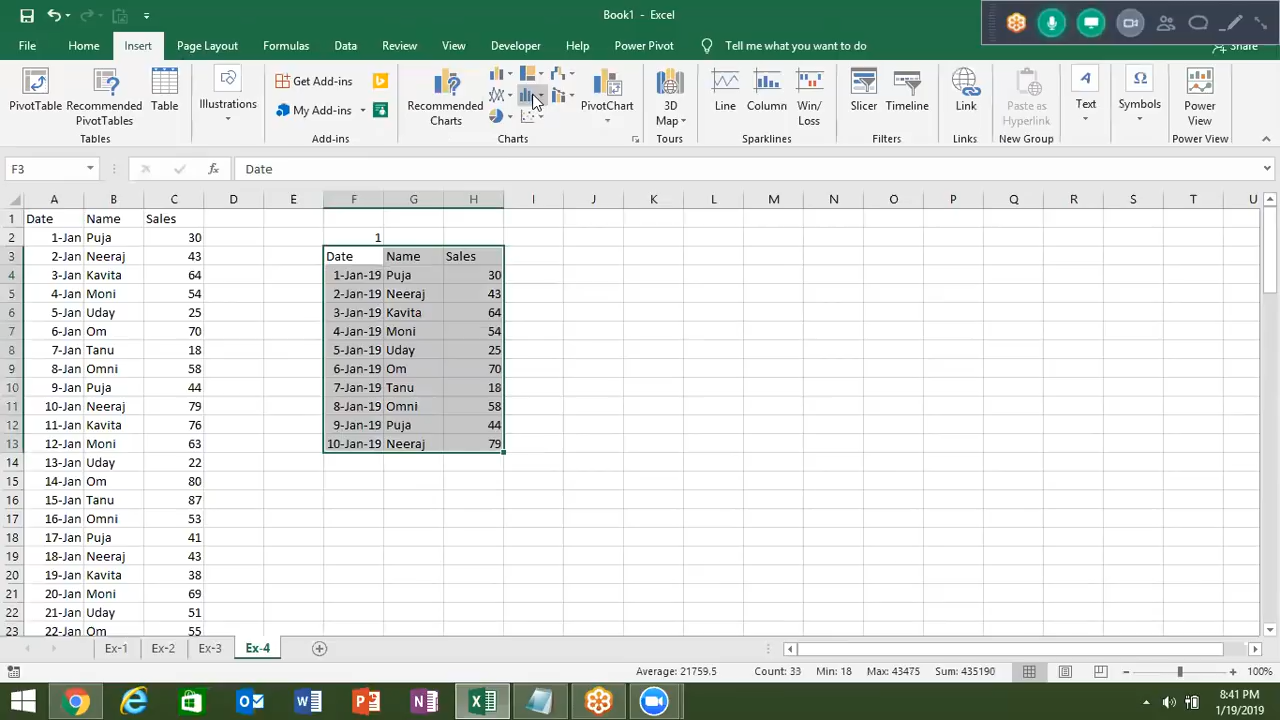 Book1 - Excel
Share
File Home Insert Page Layout Formulas Data Review View Developer Help Power Pivot Tell me what you want to do
PivotTable Recommended PivotTables Table Illustrations Get Add-ins My Add-ins Recommended Charts PivotChart 3D Map Line Column Win/Loss Slicer Timeline Link Paste as Hyperlink Text Symbols Power View
Tables Add-ins Charts Tours Sparklines Filters Links New Group Power View
F3 fx Date
A B C D E F G H I J K L M N O P Q R S T U
1 Date Name Sales
2 1-Jan Puja 30 1
3 2-Jan Neeraj 43 Date Name Sales
4 3-Jan Kavita 64 1-Jan-19 Puja 30
5 4-Jan Moni 54 2-Jan-19 Neeraj 43
6 5-Jan Uday 25 3-Jan-19 Kavita 64
7 6-Jan Om 70 4-Jan-19 Moni 54
8 7-Jan Tanu 18 5-Jan-19 Uday 25
9 8-Jan Omni 58 6-Jan-19 Om 70
10 9-Jan Puja 44 7-Jan-19 Tanu 18
11 10-Jan Neeraj 79 8-Jan-19 Omni 58
12 11-Jan Kavita 76 9-Jan-19 Puja 44
13 12-Jan Moni 63 10-Jan-19 Neeraj 79
14 13-Jan Uday 22
15 14-Jan Om 80
16 15-Jan Tanu 87
17 16-Jan Omni 53
18 17-Jan Puja 41
19 18-Jan Neeraj 43
20 19-Jan Kavita 38
21 20-Jan Moni 69
22 21-Jan Uday 51
23 22-Jan Om 55
Ex-1 Ex-2 Ex-3 Ex-4
Average: 21759.5 Count: 33 Min: 18 Max: 43475 Sum: 435190 100%
8:41 PM
1/19/2019